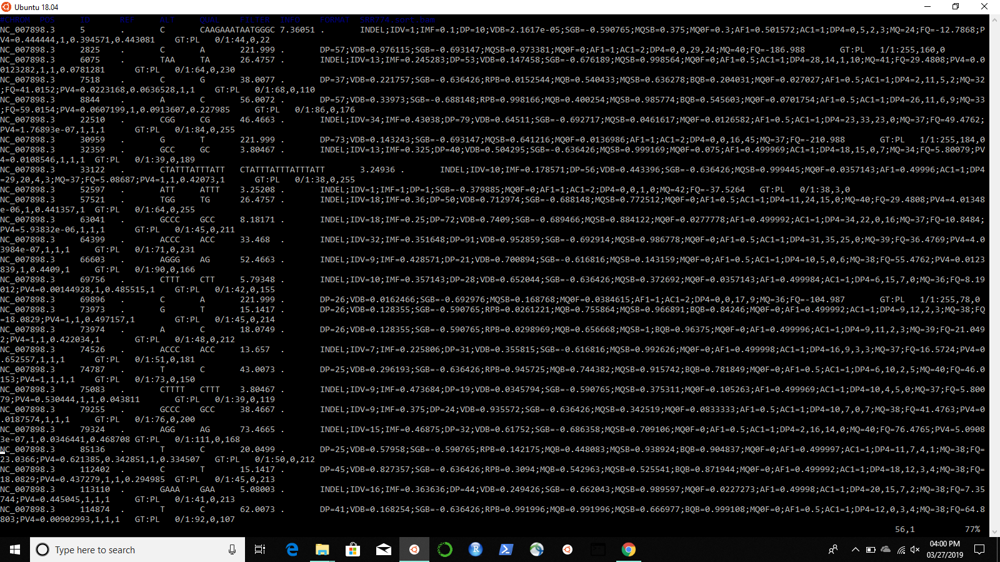 Ubuntu 18.04
#CHROM POS ID REF ALT QUAL FILTER INFO FORMAT SRR774.sort.bam
NC_007898.3 5 . C CAAGAAATAATGGGC 7.36051 . INDEL;IDV=1;IMF=0.1;DP=10;VDB=2.1617e-05;SGB=-0.590765;MQSB=0.375;MQ0F=0.3;AF1=0.501572;AC1=1;DP4=0,5,2,3;MQ=24;FQ=-12.7868;P
V4=0.444444,1,0.394571,0.443081 GT:PL 0/1:44,0,22
NC_007898.3 2825 . C A 221.999 . DP=57;VDB=0.976115;SGB=-0.693147;MQSB=0.973381;MQ0F=0;AF1=1;AC1=2;DP4=0,0,29,24;MQ=40;FQ=-186.988 GT:PL 1/1:255,160,0
NC_007898.3 6075 . TAA TA 26.4757 . INDEL;IDV=13;IMF=0.245283;DP=53;VDB=0.147458;SGB=-0.676189;MQSB=0.998564;MQ0F=0;AF1=0.5;AC1=1;DP4=28,14,1,10;MQ=41;FQ=29.4808;PV4=0.0
0123282,1,1,0.0781281 GT:PL 0/1:64,0,230
NC_007898.3 7518 . C G 38.0077 . DP=37;VDB=0.221757;SGB=-0.636426;RPB=0.0152544;MQB=0.540433;MQSB=0.636278;BQB=0.204031;MQ0F=0.027027;AF1=0.5;AC1=1;DP4=2,11,5,2;MQ=32
;FQ=41.0152;PV4=0.0223168,0.0636528,1,1 GT:PL 0/1:68,0,110
NC_007898.3 8844 . A C 56.0072 . DP=57;VDB=0.33973;SGB=-0.688148;RPB=0.998166;MQB=0.400254;MQSB=0.985774;BQB=0.545603;MQ0F=0.0701754;AF1=0.5;AC1=1;DP4=26,11,6,9;MQ=33
;FQ=59.0154;PV4=0.0607199,1,0.0913607,0.227985 GT:PL 0/1:86,0,176
NC_007898.3 22510 . CGG CG 46.4663 . INDEL;IDV=34;IMF=0.43038;DP=79;VDB=0.64511;SGB=-0.692717;MQSB=0.0461617;MQ0F=0.0126582;AF1=0.5;AC1=1;DP4=23,33,23,0;MQ=37;FQ=49.4762;
PV4=1.76893e-07,1,1,1 GT:PL 0/1:84,0,255
NC_007898.3 30959 . G T 221.999 . DP=73;VDB=0.143243;SGB=-0.693147;MQSB=0.641216;MQ0F=0.0136986;AF1=1;AC1=2;DP4=0,0,16,45;MQ=37;FQ=-210.988 GT:PL 1/1:255,184,0
NC_007898.3 32359 . GCC GC 3.80467 . INDEL;IDV=13;IMF=0.325;DP=40;VDB=0.504295;SGB=-0.636426;MQSB=0.999169;MQ0F=0.075;AF1=0.499969;AC1=1;DP4=18,15,0,7;MQ=34;FQ=5.80079;PV
4=0.0108546,1,1,1 GT:PL 0/1:39,0,189
NC_007898.3 33122 . CTATTTATTTATT CTATTTATTTATTTATT 3.24936 . INDEL;IDV=10;IMF=0.178571;DP=56;VDB=0.443396;SGB=-0.636426;MQSB=0.999445;MQ0F=0.0357143;AF1=0.49996;AC1=1;DP4
=29,20,4,3;MQ=37;FQ=5.08687;PV4=1,1,0.42073,1 GT:PL 0/1:38,0,255
NC_007898.3 52597 . ATT ATTT 3.25208 . INDEL;IDV=1;IMF=1;DP=1;SGB=-0.379885;MQ0F=0;AF1=1;AC1=2;DP4=0,0,1,0;MQ=42;FQ=-37.5264 GT:PL 0/1:38,3,0
NC_007898.3 57521 . TGG TG 26.4757 . INDEL;IDV=18;IMF=0.36;DP=50;VDB=0.712974;SGB=-0.688148;MQSB=0.772512;MQ0F=0;AF1=0.5;AC1=1;DP4=11,24,15,0;MQ=40;FQ=29.4808;PV4=4.01348
e-06,1,0.441357,1 GT:PL 0/1:64,0,255
NC_007898.3 63041 . GCCC GCC 8.18171 . INDEL;IDV=18;IMF=0.25;DP=72;VDB=0.7409;SGB=-0.689466;MQSB=0.884122;MQ0F=0.0277778;AF1=0.499992;AC1=1;DP4=34,22,0,16;MQ=37;FQ=10.8484;
PV4=5.93832e-06,1,1,1 GT:PL 0/1:45,0,211
NC_007898.3 64399 . ACCC ACC 33.468 . INDEL;IDV=32;IMF=0.351648;DP=91;VDB=0.952859;SGB=-0.692914;MQSB=0.986778;MQ0F=0;AF1=0.5;AC1=1;DP4=31,35,25,0;MQ=39;FQ=36.4769;PV4=4.0
3984e-07,1,1,1 GT:PL 0/1:71,0,231
NC_007898.3 66603 . AGGG AG 52.4663 . INDEL;IDV=9;IMF=0.428571;DP=21;VDB=0.700894;SGB=-0.616816;MQSB=0.143159;MQ0F=0;AF1=0.5;AC1=1;DP4=10,5,0,6;MQ=38;FQ=55.4762;PV4=0.0123
839,1,0.4409,1 GT:PL 0/1:90,0,166
NC_007898.3 69756 . CTTT CTT 5.79348 . INDEL;IDV=10;IMF=0.357143;DP=28;VDB=0.652044;SGB=-0.636426;MQSB=0.372692;MQ0F=0.0357143;AF1=0.499984;AC1=1;DP4=6,15,7,0;MQ=36;FQ=8.19
012;PV4=0.00144928,1,0.485515,1 GT:PL 0/1:42,0,155
NC_007898.3 69896 . C A 221.999 . DP=26;VDB=0.0162466;SGB=-0.692976;MQSB=0.168768;MQ0F=0.0384615;AF1=1;AC1=2;DP4=0,0,17,9;MQ=36;FQ=-104.987 GT:PL 1/1:255,78,0
NC_007898.3 73973 . G T 15.1417 . DP=26;VDB=0.128355;SGB=-0.590765;RPB=0.0261221;MQB=0.755864;MQSB=0.966891;BQB=0.84246;MQ0F=0;AF1=0.499992;AC1=1;DP4=9,12,2,3;MQ=38;FQ
=18.0829;PV4=1,1,0.497157,1 GT:PL 0/1:45,0,214
NC_007898.3 73974 . A C 18.0749 . DP=26;VDB=0.128355;SGB=-0.590765;RPB=0.0298969;MQB=0.656668;MQSB=1;BQB=0.96375;MQ0F=0;AF1=0.499996;AC1=1;DP4=9,11,2,3;MQ=39;FQ=21.049
2;PV4=1,1,0.422034,1 GT:PL 0/1:48,0,212
NC_007898.3 74526 . ACCC ACC 13.657 . INDEL;IDV=7;IMF=0.225806;DP=31;VDB=0.355815;SGB=-0.616816;MQSB=0.992626;MQ0F=0;AF1=0.499998;AC1=1;DP4=16,9,3,3;MQ=37;FQ=16.5724;PV4=0
.652557,1,1,1 GT:PL 0/1:51,0,181
NC_007898.3 74787 . T C 43.0073 . DP=25;VDB=0.296193;SGB=-0.636426;RPB=0.945725;MQB=0.744382;MQSB=0.915742;BQB=0.781849;MQ0F=0;AF1=0.5;AC1=1;DP4=6,10,2,5;MQ=40;FQ=46.0
153;PV4=1,1,1,1 GT:PL 0/1:73,0,150
NC_007898.3 75083 . CTTTT CTTT 3.80467 . INDEL;IDV=9;IMF=0.473684;DP=19;VDB=0.0345794;SGB=-0.590765;MQSB=0.375311;MQ0F=0.105263;AF1=0.499969;AC1=1;DP4=10,4,5,0;MQ=37;FQ=5.800
79;PV4=0.530444,1,1,0.043811 GT:PL 0/1:39,0,119
NC_007898.3 79255 . GCCC GCC 38.4667 . INDEL;IDV=9;IMF=0.375;DP=24;VDB=0.935572;SGB=-0.636426;MQSB=0.342519;MQ0F=0.0833333;AF1=0.5;AC1=1;DP4=10,7,0,7;MQ=38;FQ=41.4763;PV4=0
.0187574,1,1,1 GT:PL 0/1:76,0,200
NC_007898.3 79324 . AGG AG 73.4665 . INDEL;IDV=15;IMF=0.46875;DP=32;VDB=0.61752;SGB=-0.686358;MQSB=0.709106;MQ0F=0;AF1=0.5;AC1=1;DP4=2,16,14,0;MQ=40;FQ=76.4765;PV4=5.0908
3e-07,1,0.0346441,0.468708 GT:PL 0/1:111,0,168
NC_007898.3 85136 . T C 20.0499 . DP=25;VDB=0.57958;SGB=-0.590765;RPB=0.142175;MQB=0.448083;MQSB=0.938924;BQB=0.904837;MQ0F=0;AF1=0.499997;AC1=1;DP4=11,7,4,1;MQ=38;FQ=
23.0366;PV4=0.621385,0.342851,1,0.334507 GT:PL 0/1:50,0,212
NC_007898.3 112402 . C T 15.1417 . DP=45;VDB=0.827357;SGB=-0.636426;RPB=0.3094;MQB=0.542963;MQSB=0.525541;BQB=0.871944;MQ0F=0;AF1=0.499992;AC1=1;DP4=18,12,3,4;MQ=38;FQ=
18.0829;PV4=0.437279,1,1,0.294985 GT:PL 0/1:45,0,213
NC_007898.3 113110 . GAAA GAA 5.08003 . INDEL;IDV=16;IMF=0.363636;DP=44;VDB=0.249426;SGB=-0.662043;MQSB=0.989597;MQ0F=0.0227273;AF1=0.49998;AC1=1;DP4=20,15,7,2;MQ=38;FQ=7.35
744;PV4=0.445045,1,1,1 GT:PL 0/1:41,0,213
NC_007898.3 114874 . T C 62.0073 . DP=41;VDB=0.168254;SGB=-0.636426;RPB=0.991996;MQB=0.991996;MQSB=0.666977;BQB=0.999108;MQ0F=0;AF1=0.5;AC1=1;DP4=12,0,3,4;MQ=38;FQ=64.8
803;PV4=0.00902993,1,1,1 GT:PL 0/1:92,0,107
56,1 77%
Type here to search
04:00 PM
03/27/2019